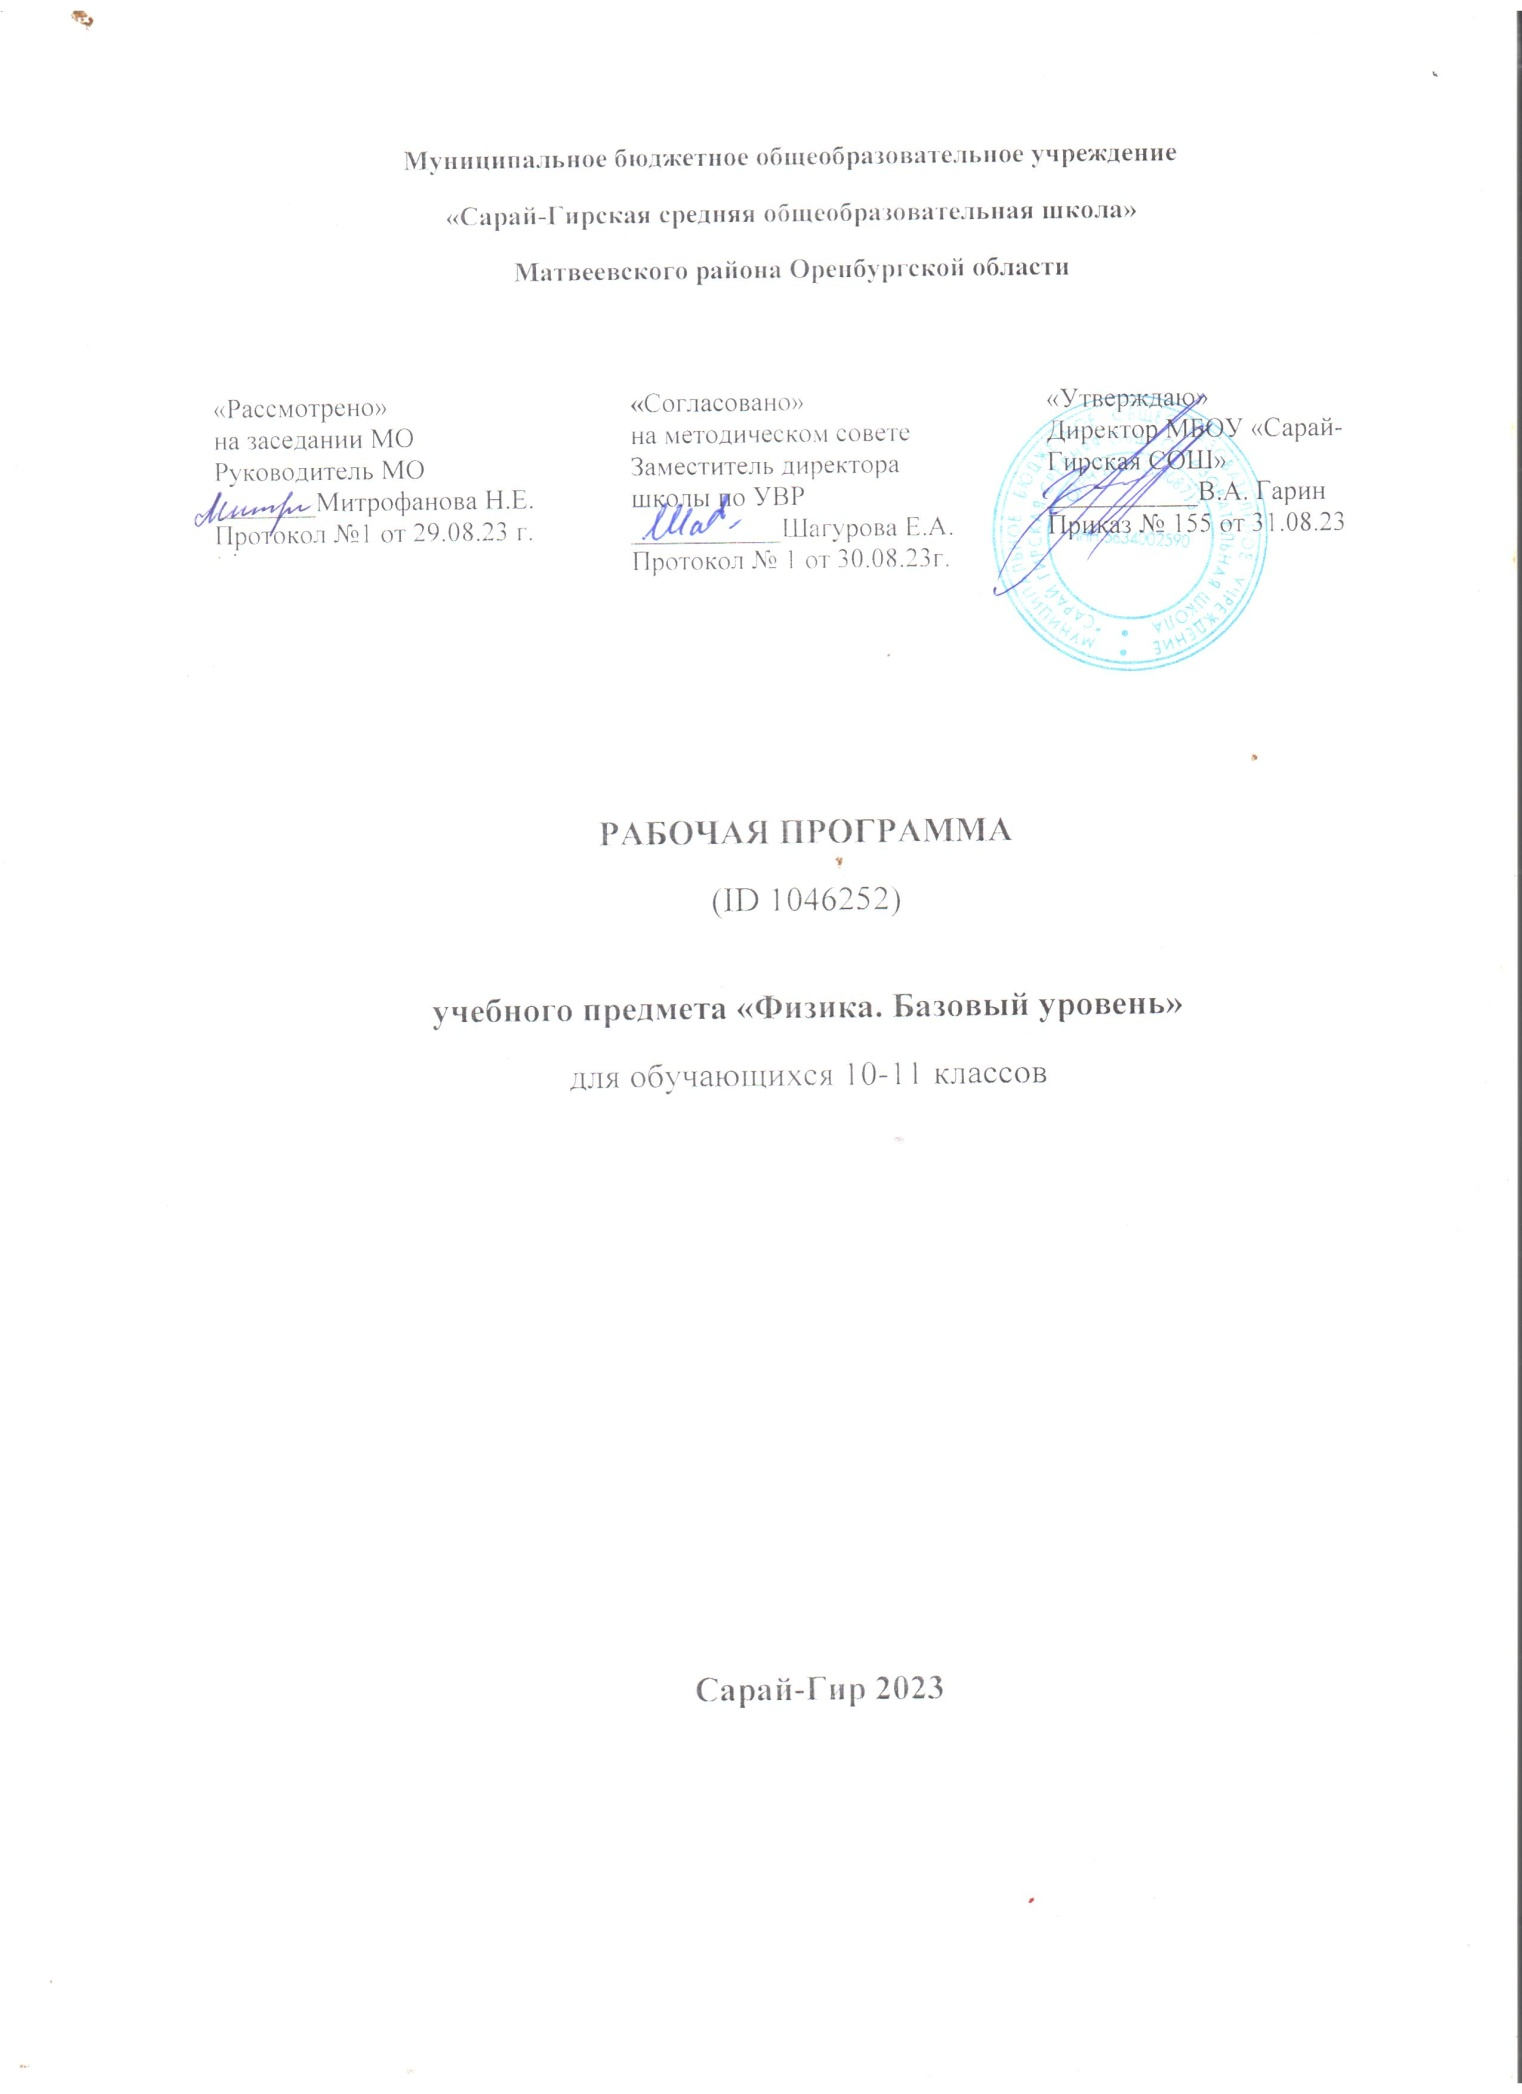 Муниципальное бюджетное общеобразовательное учреждение
«Сарай-Гирская средняя общеобразовательная школа»
Матвеевского района Оренбургской области
«Рассмотрено»
на заседании МО
Руководитель МО
Митрофанова Н.Е.
Протокол №1 от 29.08.23 г.
«Согласовано»
на методическом совете
Заместитель директора
школы по УВР
Шагурова Е.А.
Протокол № 1 от 30.08.23г.
«Утверждаю»
Директор МБОУ «Сарай-
Гирская СОШ»
В.А. Гарин
Приказ № 155 от 31.08.23
РАБОЧАЯ ПРОГРАММА
(ID 1046252)
учебного предмета «Физика. Базовый уровень»
для обучающихся 10-11 классов
Сарай-Гир 2023